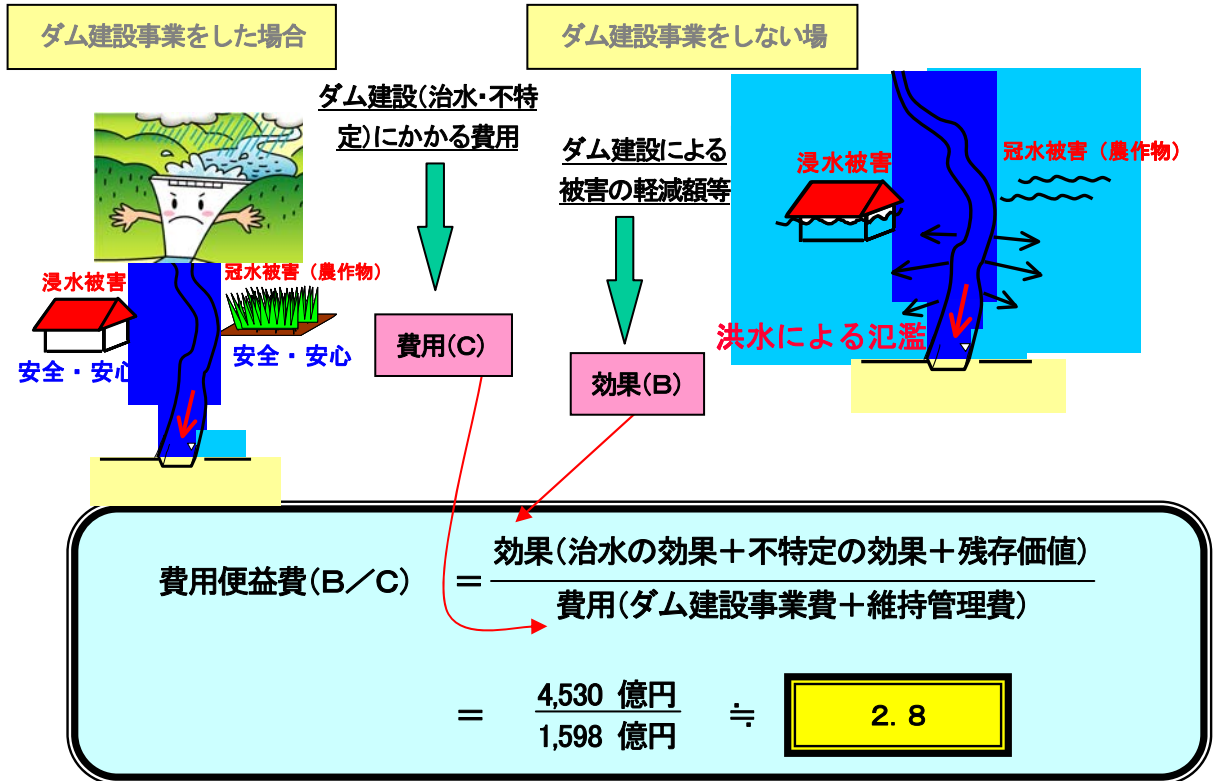 ダム建設事業をした場合
ダム建設事業をしない場
ダム建設(治水・不特
定)にかかる費用
ダム建設による
被害の軽減額等
浸水被害
冠水被害（農作物）
浸水被害
冠水被害（農作物）
安全・安心
安全・安心
費用(C)
効果(B)
洪水による氾濫
費用便益費(B／C) ＝ 効果(治水の効果＋不特定の効果＋残存価値)
費用(ダム建設事業費＋維持管理費)
＝ 4,530 億円
1,598 億円 ≒ 2.8